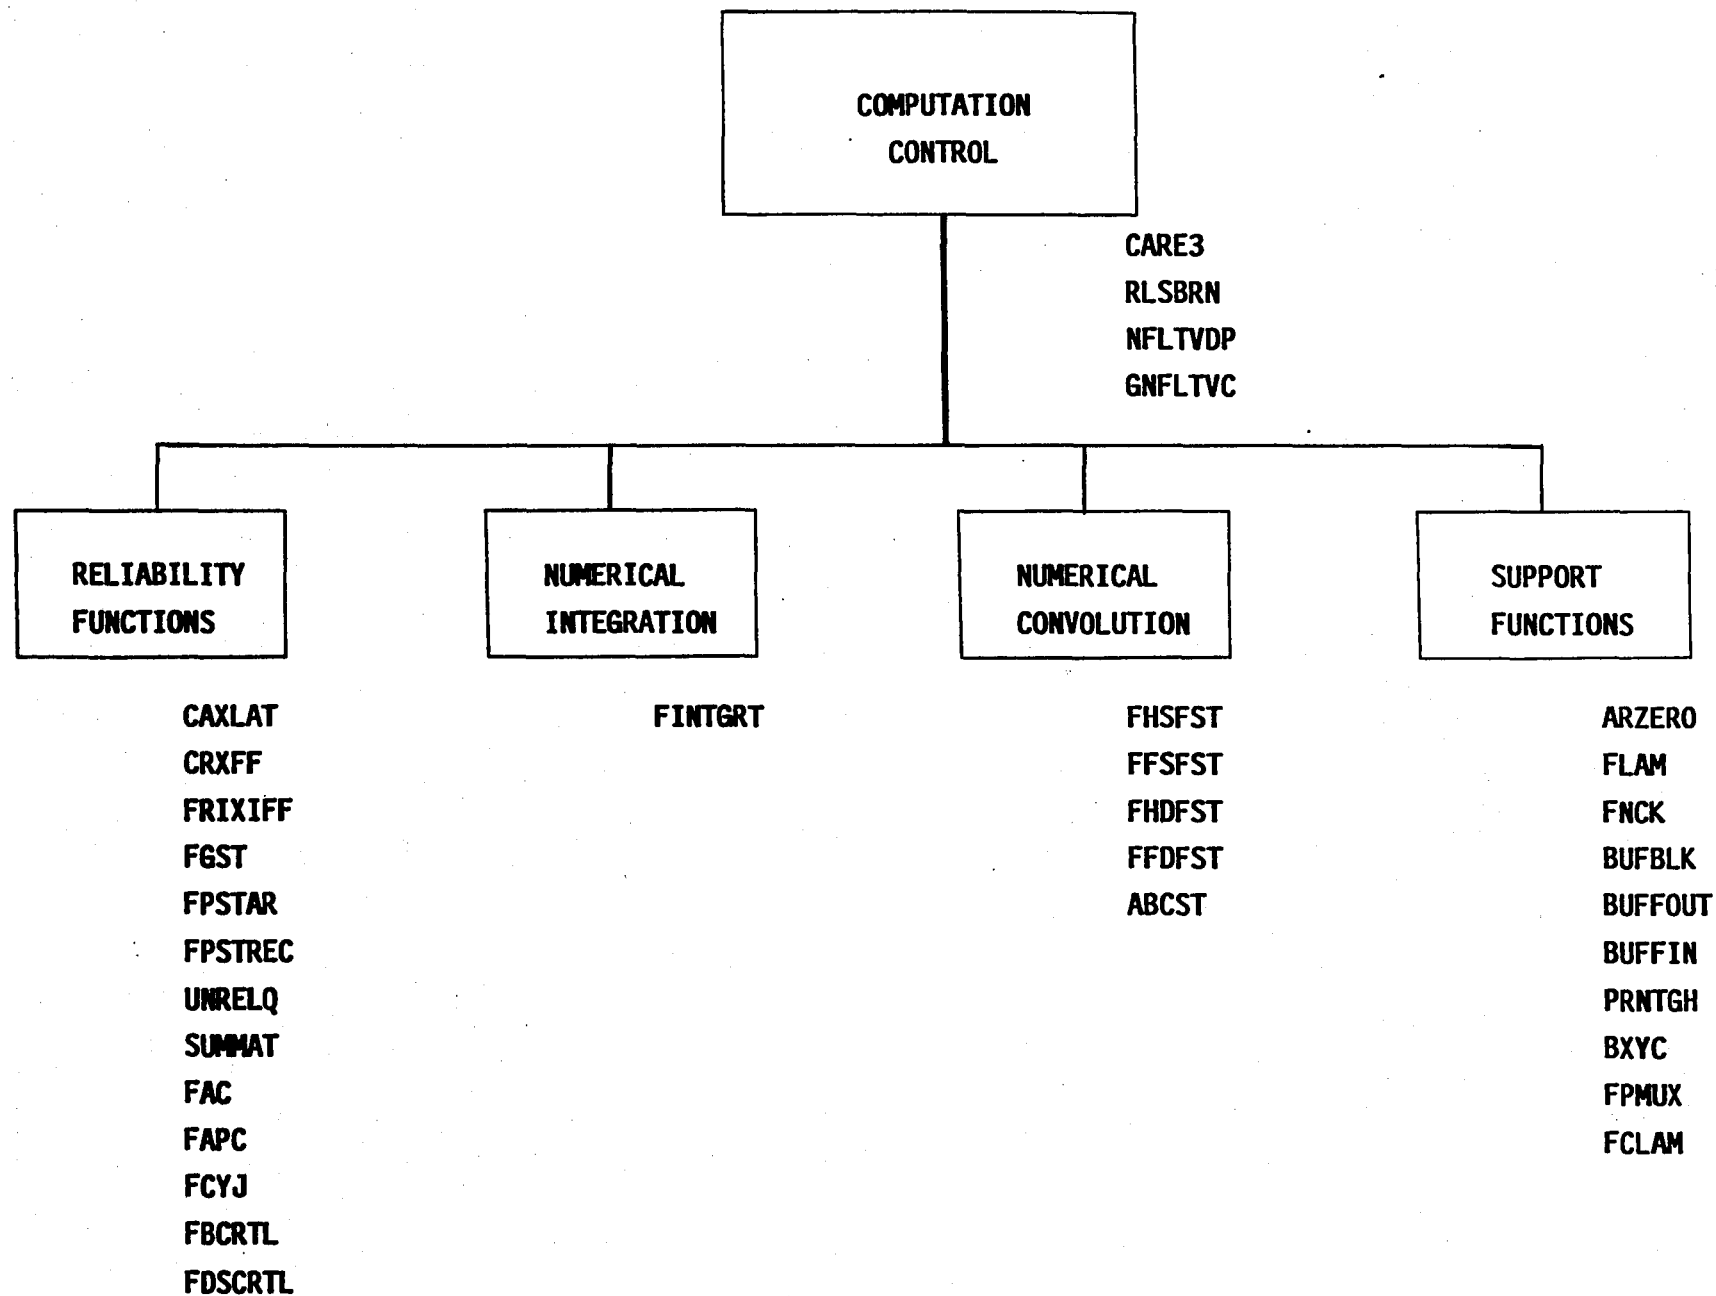 COMPUTATION
CONTROL
CARE3
RLSBRN
NFLTVDP
GNFLTVC
RELIABILITY
FUNCTIONS
CAXLAT
CRXFF
FRIXIFF
FGST
FPSTAR
FPSTREC
UNRELQ
SUMMAT
FAC
FAPC
FCYJ
FBCRTL
FDSCRTL
NUMERICAL
INTEGRATION
FINTGRT
NUMERICAL
CONVOLUTION
FHSFST
FFSFST
FHDFST
FFDFST
ABCST
SUPPORT
FUNCTIONS
ARZERO
FLAM
FNCK
BUFBLK
BUFFOUT
BUFFIN
PRNTGH
BXYC
FPMUX
FCLAM